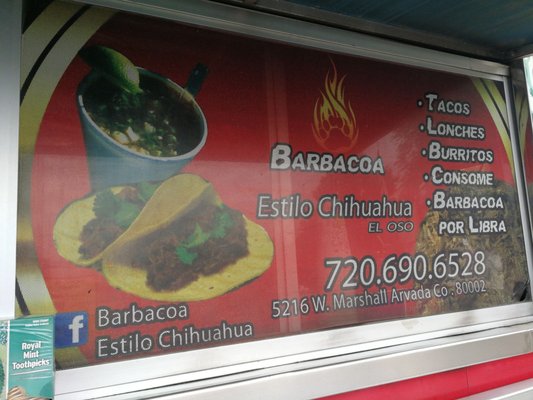 Barbacoa
Estilo Chihuahua
EL OSO
720.690.6528
5216 W. Marshall Arvada Co . 80002
· Tacos
· Lonches
· Burritos
· Consome
· Barbacoa
por Libra
f Barbacoa
Estilo Chihuahua
Royal
Mint
Toothpicks